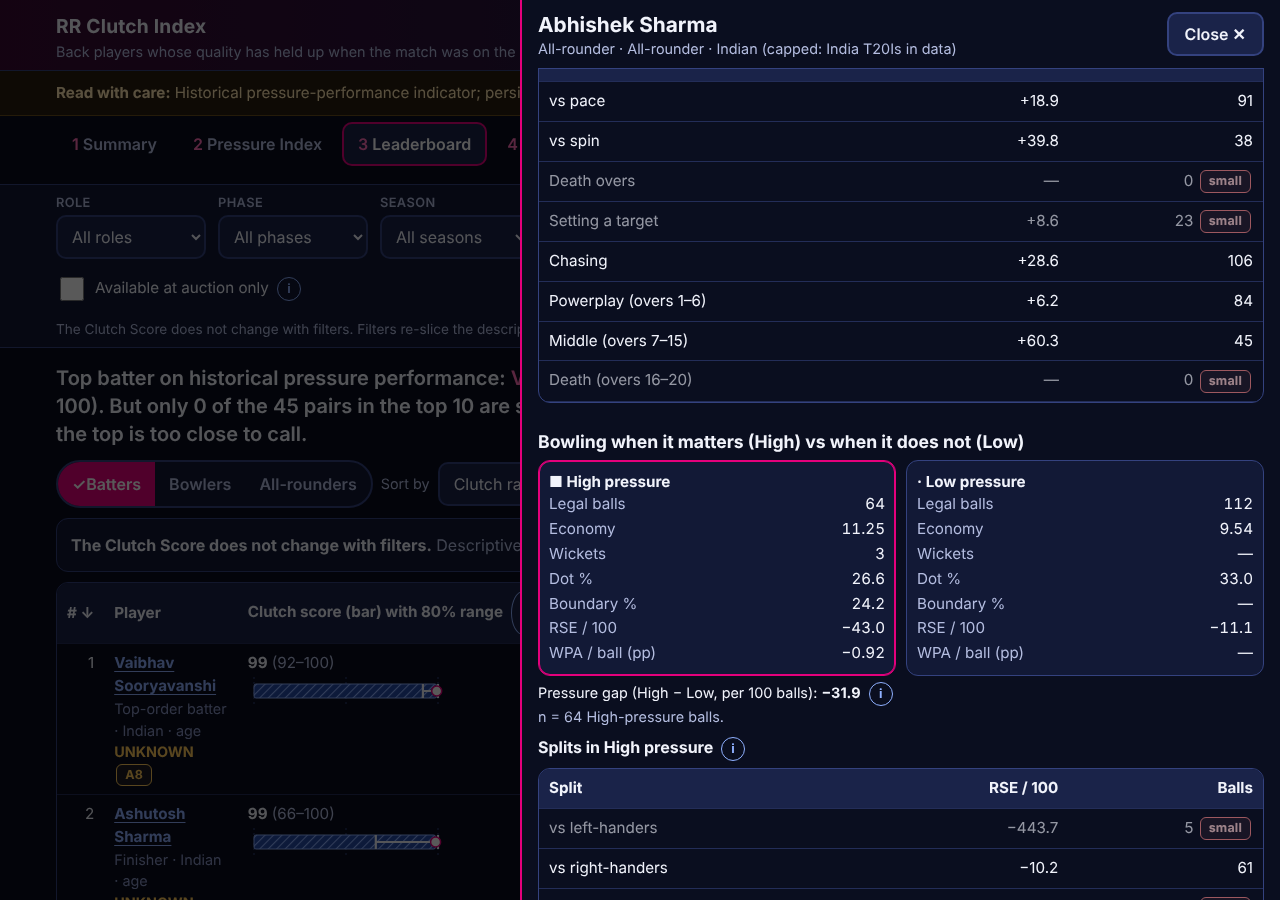 RR Clutch Index
Back players whose quality has held up when the match was on the
Read with care: Historical pressure-performance indicator; persi
1 Summary
2 Pressure Index
3 Leaderboard
4
ROLE
PHASE
SEASON
All roles
All phases
All seasons
Available at auction only i
The Clutch Score does not change with filters. Filters re-slice the descrip
Top batter on historical pressure performance: V
100). But only 0 of the 45 pairs in the top 10 are s
the top is too close to call.
✓Batters
Bowlers
All-rounders
Sort by
Clutch ra
The Clutch Score does not change with filters. Descriptive
# ↓ Player Clutch score (bar) with 80% range
1 Vaibhav Sooryavanshi 99 (92–100)
Top-order batter
· Indian · age
UNKNOWN
A8
2 Ashutosh Sharma 99 (66–100)
Finisher · Indian
· age
UNKNOWN
Abhishek Sharma
All-rounder · All-rounder · Indian (capped: India T20Is in data)
Close ✕
vs pace +18.9 91
vs spin +39.8 38
Death overs — 0 small
Setting a target +8.6 23 small
Chasing +28.6 106
Powerplay (overs 1–6) +6.2 84
Middle (overs 7–15) +60.3 45
Death (overs 16–20) — 0 small
Bowling when it matters (High) vs when it does not (Low)
■ High pressure
Legal balls 64
Economy 11.25
Wickets 3
Dot % 26.6
Boundary % 24.2
RSE / 100 −43.0
WPA / ball (pp) −0.92
· Low pressure
Legal balls 112
Economy 9.54
Wickets —
Dot % 33.0
Boundary % —
RSE / 100 −11.1
WPA / ball (pp) —
Pressure gap (High − Low, per 100 balls): −31.9 i
n = 64 High-pressure balls.
Splits in High pressure i
Split RSE / 100 Balls
vs left-handers −443.7 5 small
vs right-handers −10.2 61